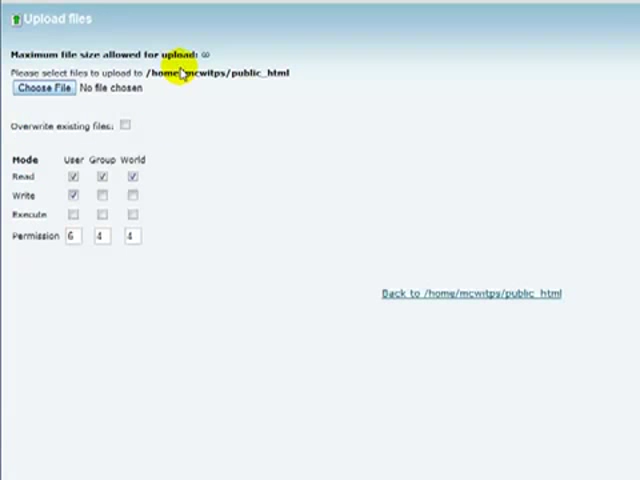 Upload files
Maximum file size allowed for upload: ∞
Please select files to upload to /home/mcwitps/public_html
Choose File No file chosen
Overwrite existing files:
Mode User Group World
Read
Write
Execute
Permission 6 4 4
Back to /home/mcwitps/public_html